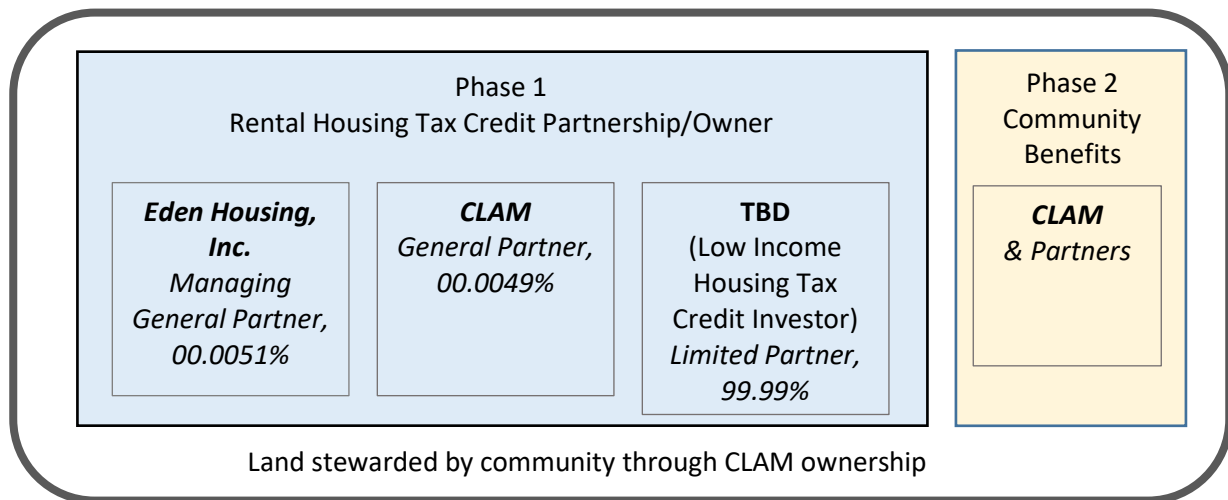 Phase 1
Rental Housing Tax Credit Partnership/Owner
Eden Housing,
Inc.
Managing
General Partner,
00.0051%
CLAM
General Partner,
00.0049%
TBD
(Low Income
Housing Tax
Credit Investor)
Limited Partner,
99.99%
Phase 2
Community
Benefits
CLAM
& Partners
Land stewarded by community through CLAM ownership